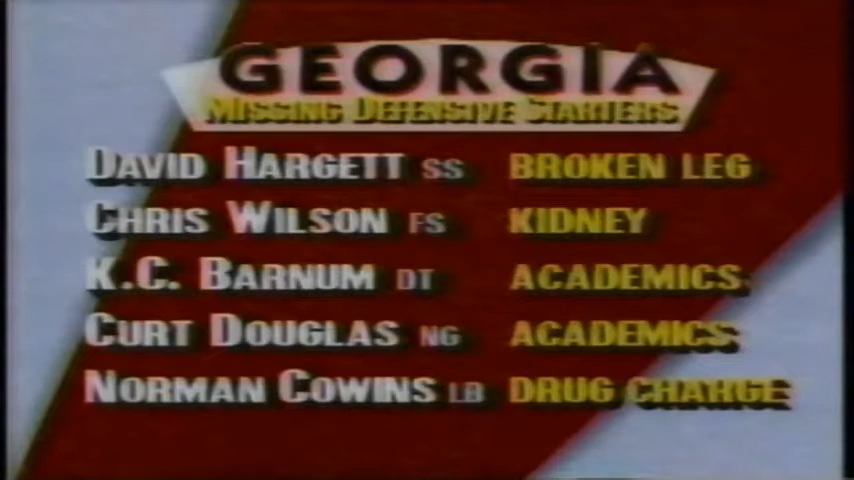 GEORGIA
MISSING DEFENSIVE STARTERS
DAVID HARGETT SS BROKEN LEG
CHRIS WILSON FS KIDNEY
K.C. BARNUM DT ACADEMICS
CURT DOUGLAS NG ACADEMICS
NORMAN COWINS LB DRUG CHARGE